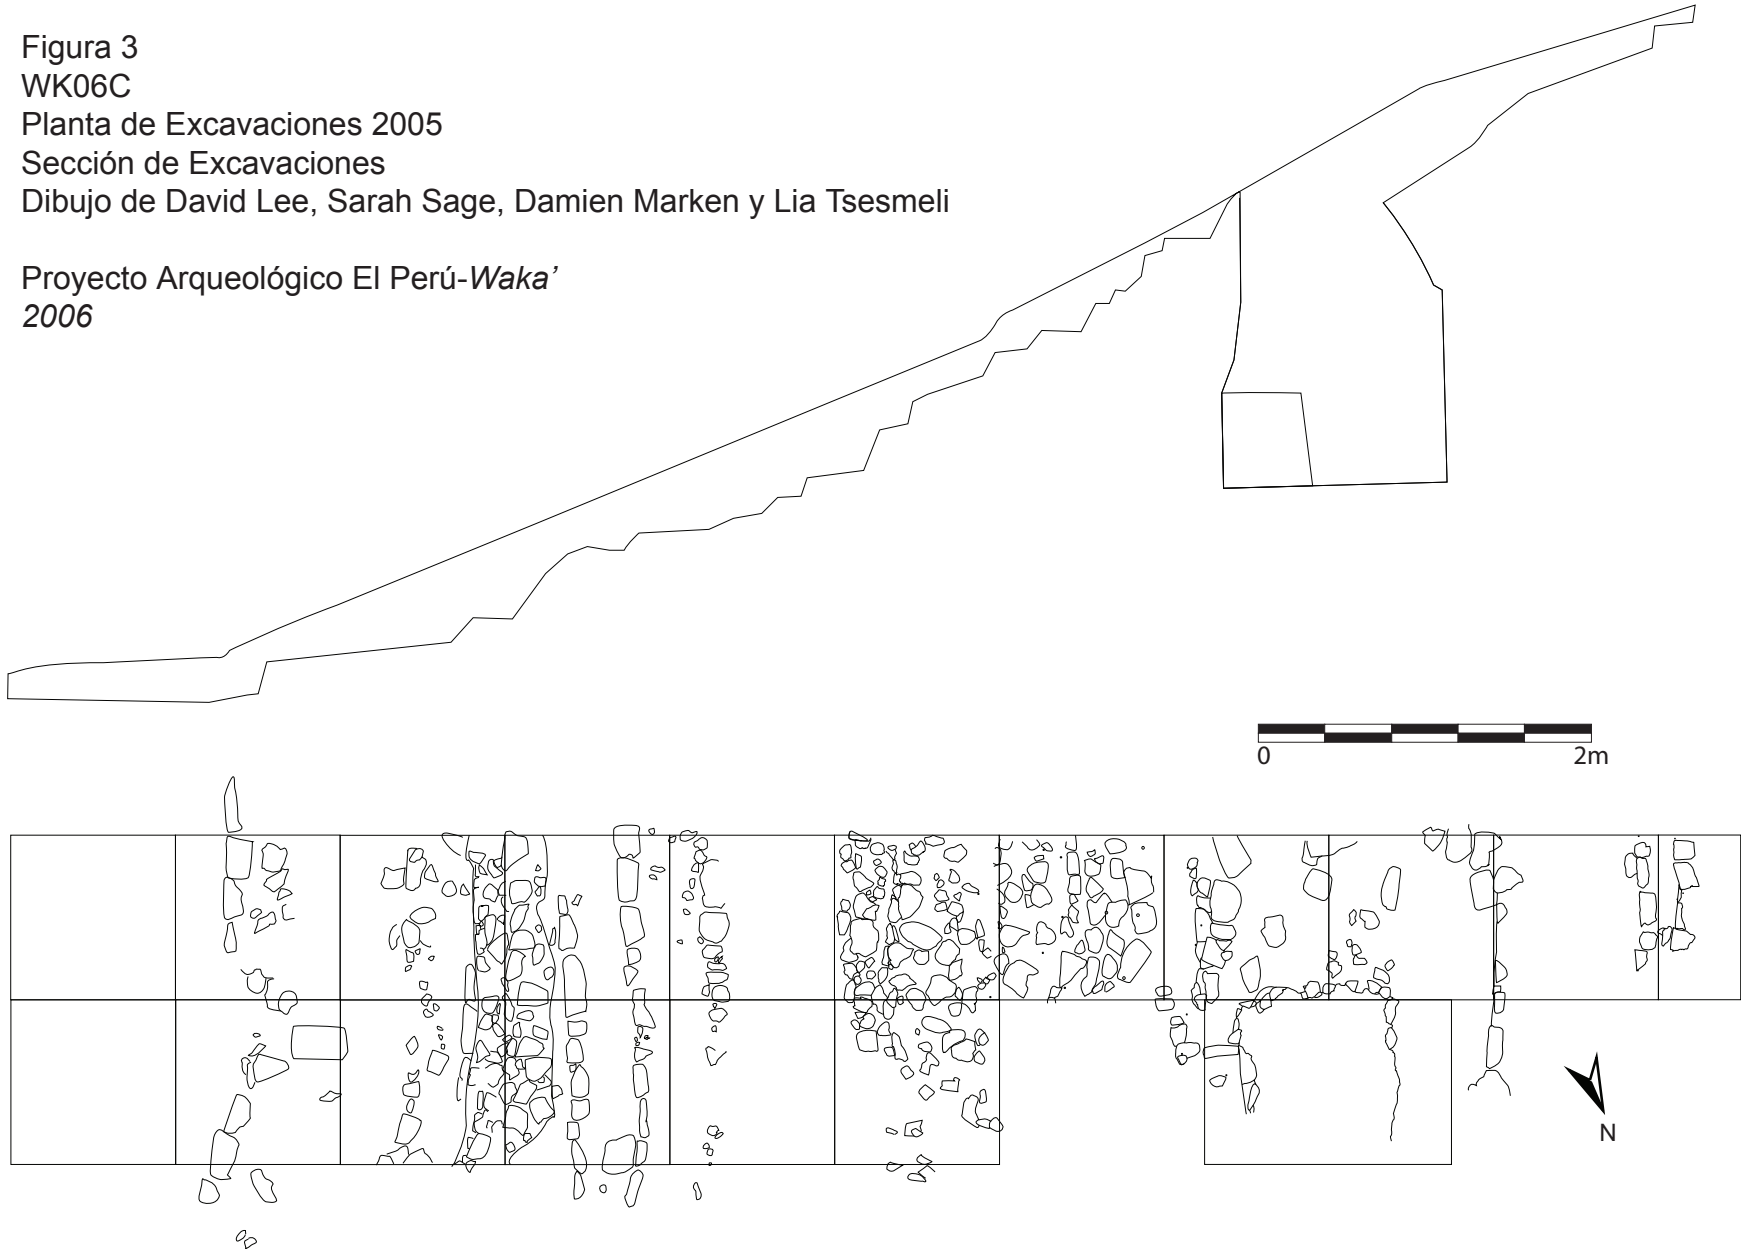 Figura 3
WK06C
Planta de Excavaciones 2005
Sección de Excavaciones
Dibujo de David Lee, Sarah Sage, Damien Marken y Lia Tsesmeli
Proyecto Arqueológico El Perú-Waka’
2006
0 2m
N